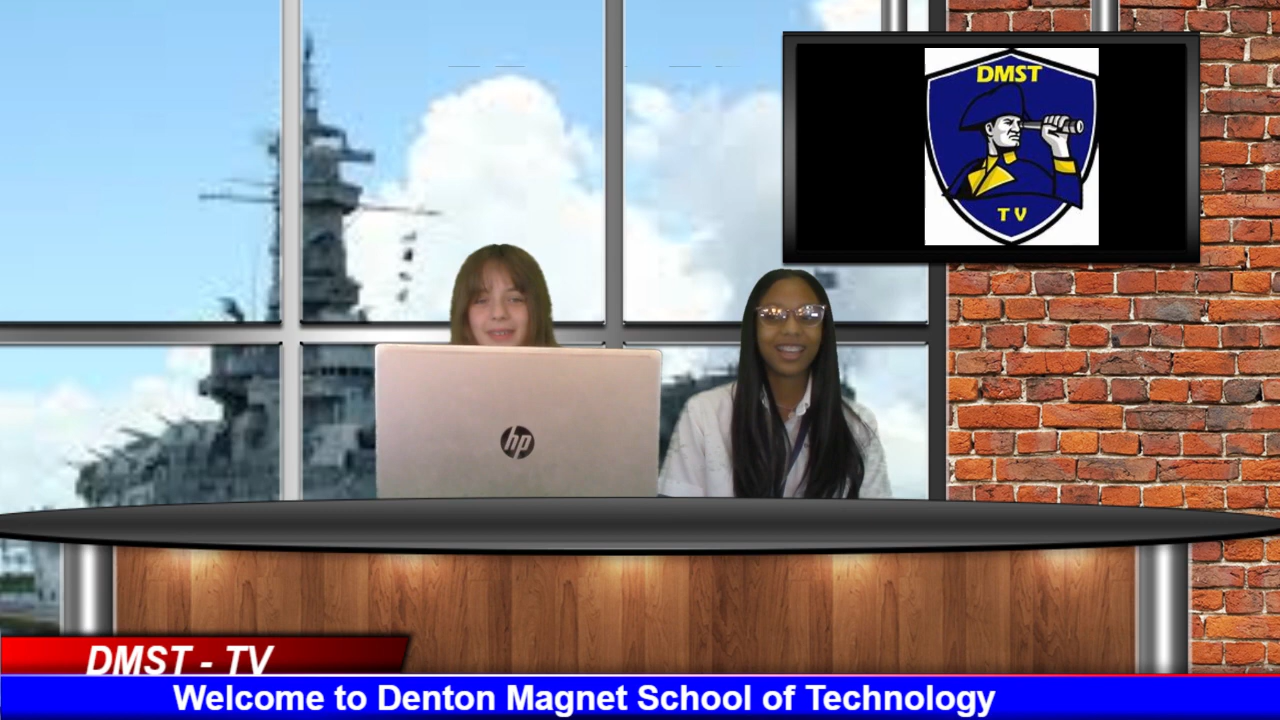 DMST
TV
hp
DMST - TV
Welcome to Denton Magnet School of Technology